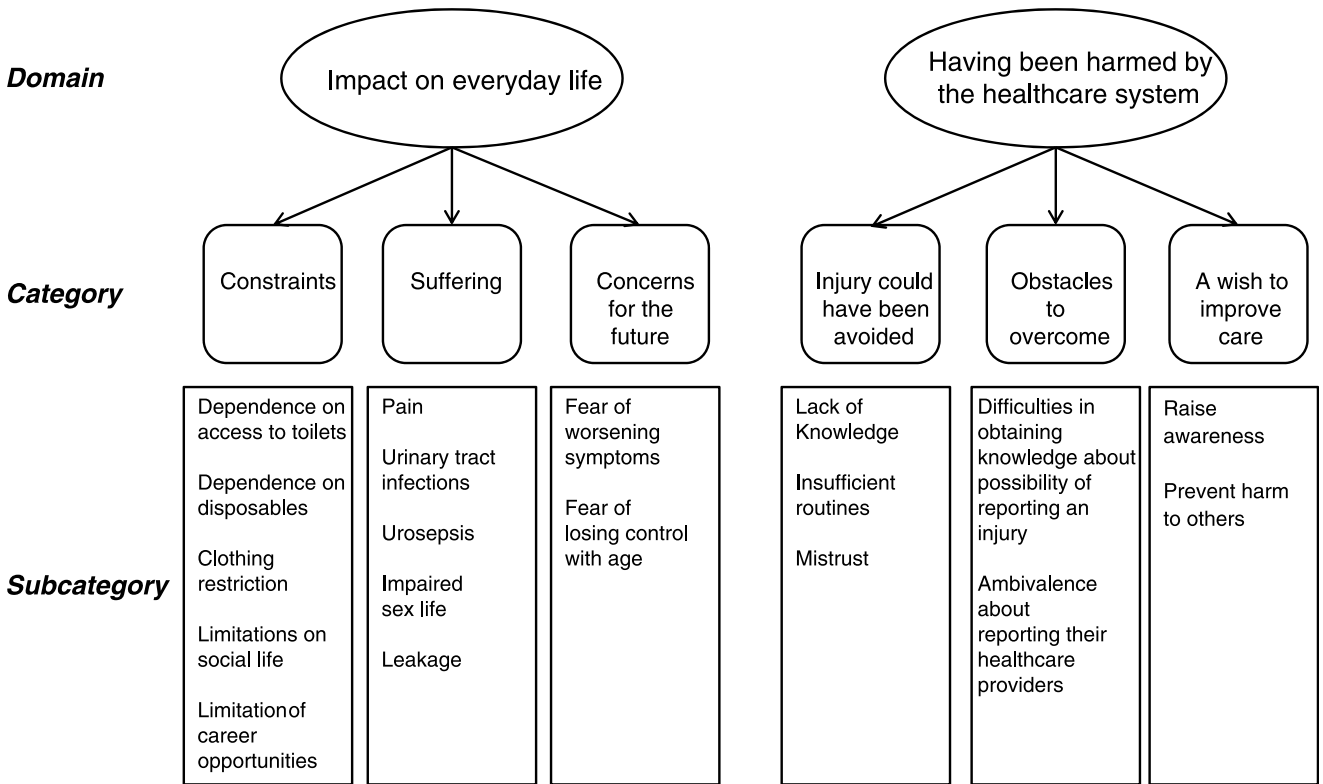 Domain
Impact on everyday life
Having been harmed by
the healthcare system
Category
Constraints
Suffering
Concerns
for the
future
Injury could
have been
avoided
Obstacles
to
overcome
A wish to
improve
care
Subcategory
Dependence on
access to toilets
Dependence on
disposables
Clothing
restriction
Limitations on
social life
Limitation of
career
opportunities
Pain
Urinary tract
infections
Urosepsis
Impaired
sex life
Leakage
Fear of
worsening
symptoms
Fear of
losing control
with age
Lack of
Knowledge
Insufficient
routines
Mistrust
Difficulties in
obtaining
knowledge about
possibility of
reporting an
injury
Ambivalence
about
reporting their
healthcare
providers
Raise
awareness
Prevent harm
to others